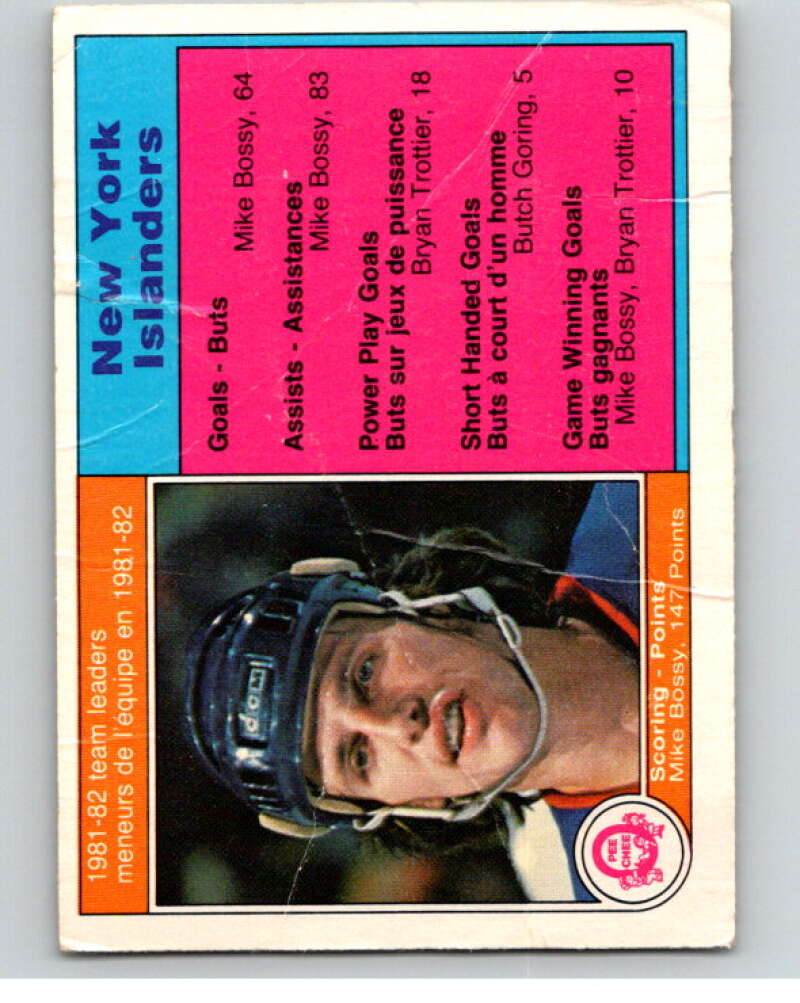 1981-82 team leaders
meneurs de l'équipe en 1981-82
dom
Scoring - Points
Mike Bossy, 147 Points
O
PEE
CHEE
New York
Islanders
Goals - Buts
Mike Bossy, 64
Assists - Assistances
Mike Bossy, 83
Power Play Goals
Buts sur jeux de puissance
Bryan Trottier, 18
Short Handed Goals
Buts à court d'un homme
Butch Goring, 5
Game Winning Goals
Buts gagnants
Mike Bossy, Bryan Trottier, 10